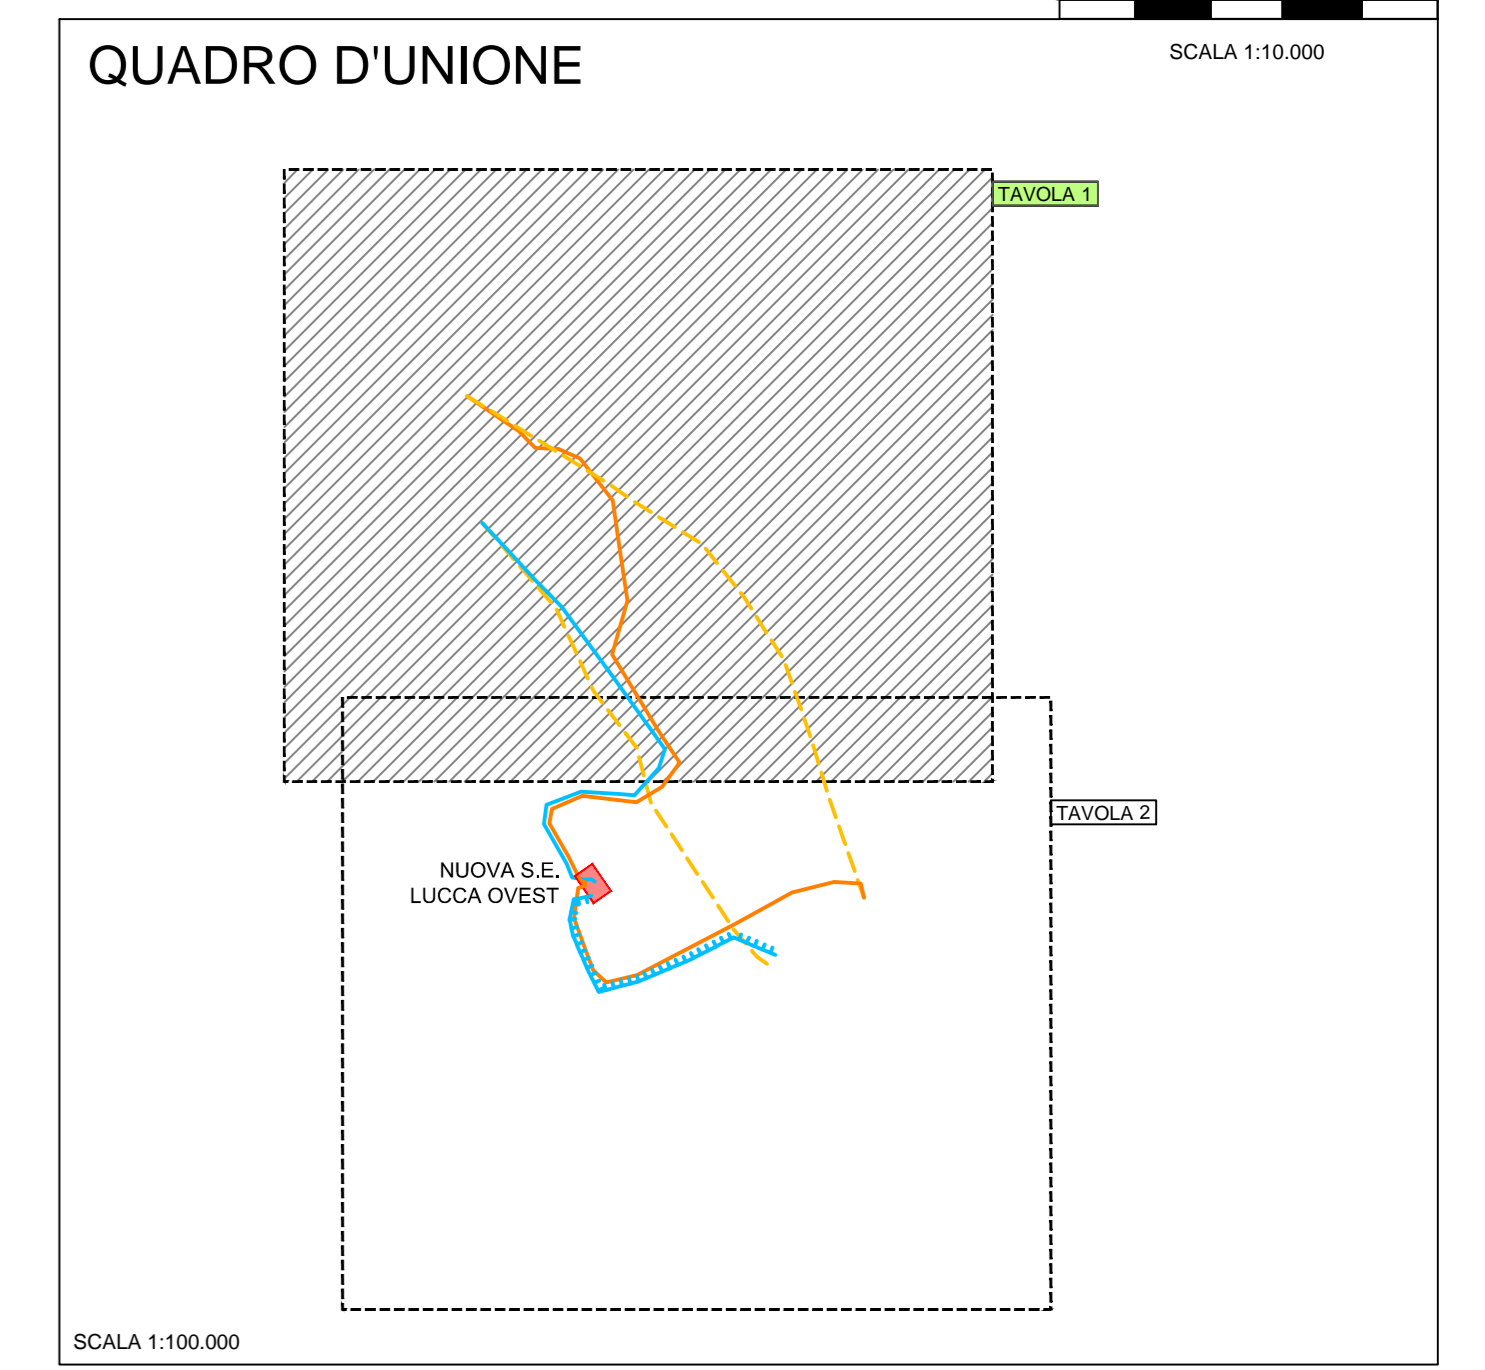 QUADRO D'UNIONE
SCALA 1:10.000
TAVOLA 1
TAVOLA 2
NUOVA S.E.
LUCCA OVEST
SCALA 1:100.000